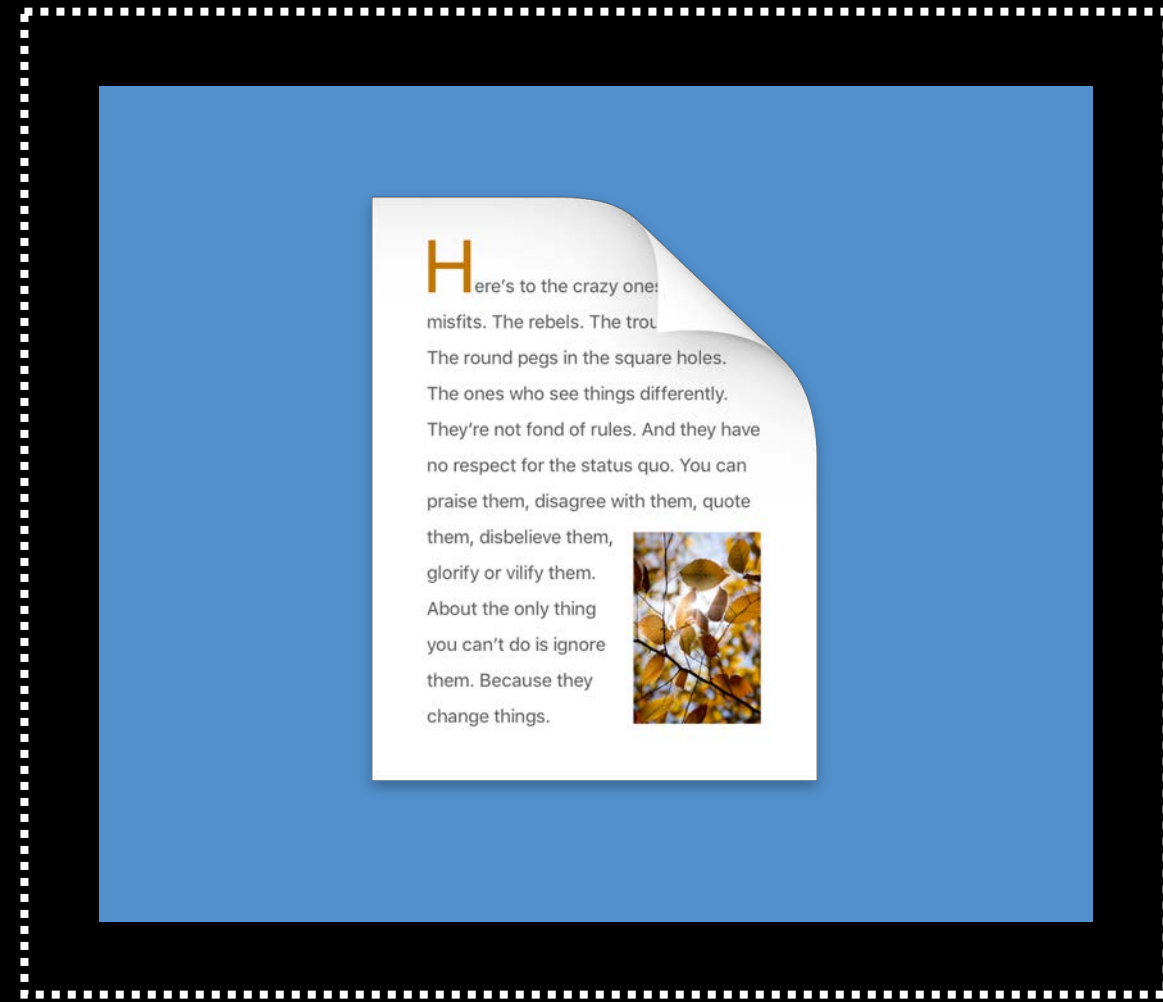 Here’s to the crazy ones
misfits. The rebels. The
The round pegs in the square holes.
The ones who see things differently.
They’re not fond of rules. And they have
no respect for the status quo. You can
praise them, disagree with them, quote
them, disbelieve them,
glorify or vilify them.
About the only thing
you can’t do is ignore
them. Because they
change things.